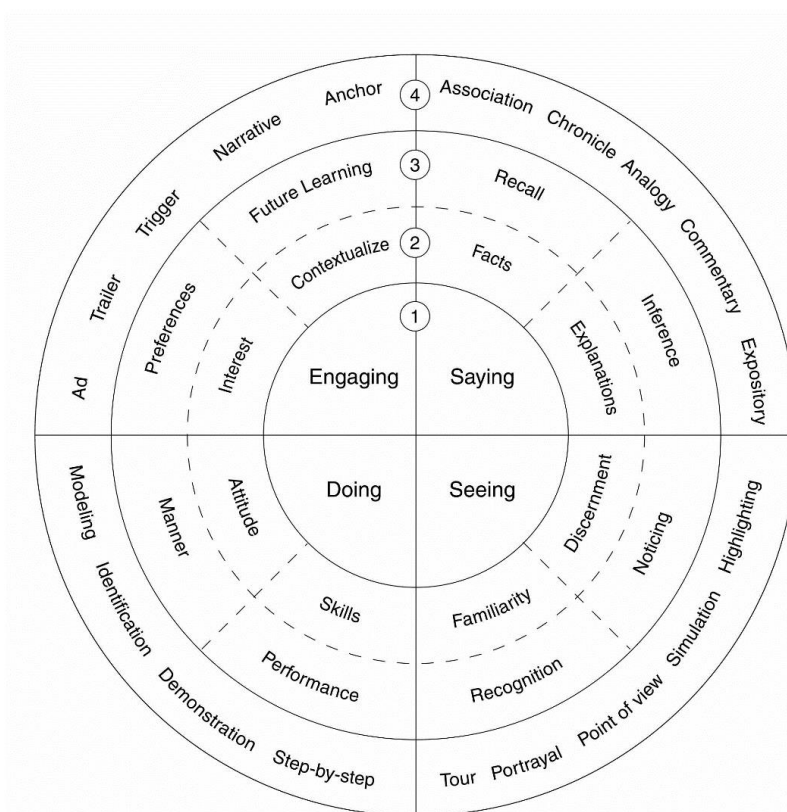 Anchor
Narrative
Trigger
Trailer
Ad
4
Association
Chronicle
Analogy
Commentary
Expository
Future Learning
Preferences
3
Recall
Inference
Contextualize
Interest
2
Facts
Explanations
1
Engaging
Saying
Doing
Seeing
Attitude
Skills
Discernment
Familiarity
Manner
Performance
Noticing
Recognition
Modeling
Identification
Demonstration
Step-by-step
Highlighting
Simulation
Point of view
Portrayal
Tour